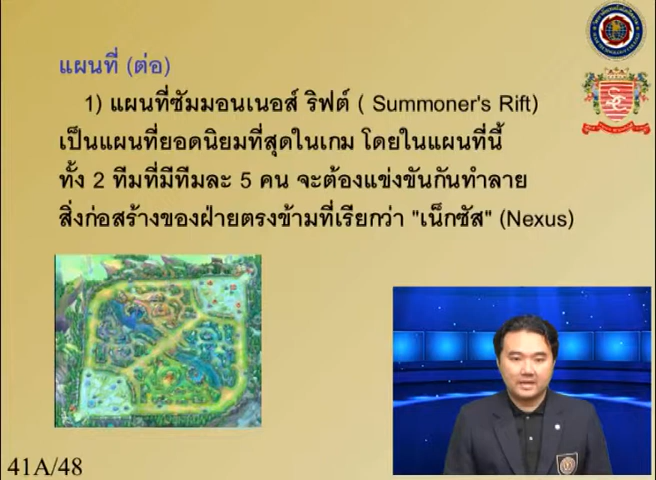 แผนที่ (ต่อ)
1) แผนที่ซัมมอนเนอส์ ริฟต์ ( Summoner's Rift)
เป็นแผนที่ยอดนิยมที่สุดในเกม โดยในแผนที่นี้
ทั้ง 2 ทีมที่มีทีมละ 5 คน จะต้องแข่งขันกันทำลาย
สิ่งก่อสร้างของฝ่ายตรงข้ามที่เรียกว่า "เน็กซัส" (Nexus)
41A/48